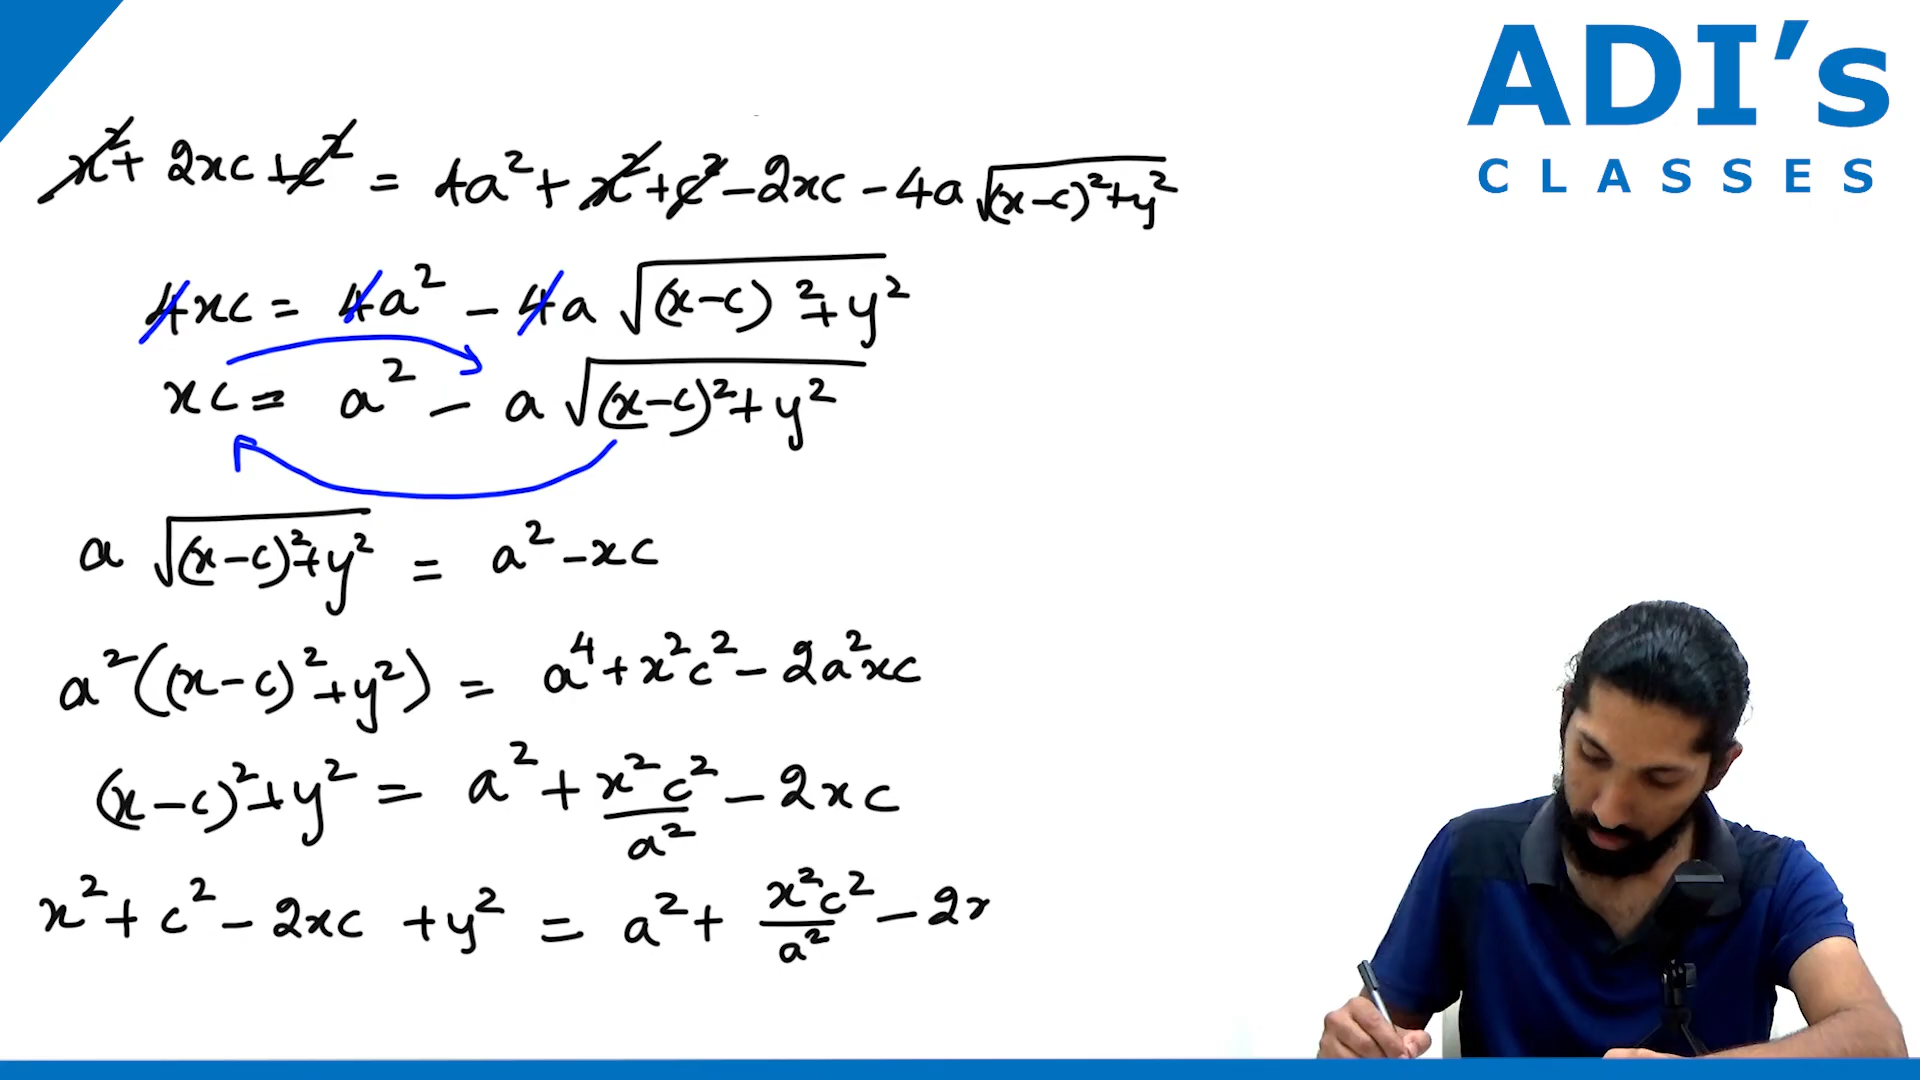 ADI's
CLASSES
x² + 2xc + c² = 4a² + x² + c² - 2xc - 4a √(x-c)² + y²
4xc = 4a² - 4a √(x-c)² + y²
xc = a² - a √(x-c)² + y²
a √(x-c)² + y² = a² - xc
a²((x-c)² + y²) = a⁴ + x²c² - 2a²xc
(x-c)² + y² = a² + x²c²/a² - 2xc
x² + c² - 2xc + y² = a² + x²c²/a² - 2x